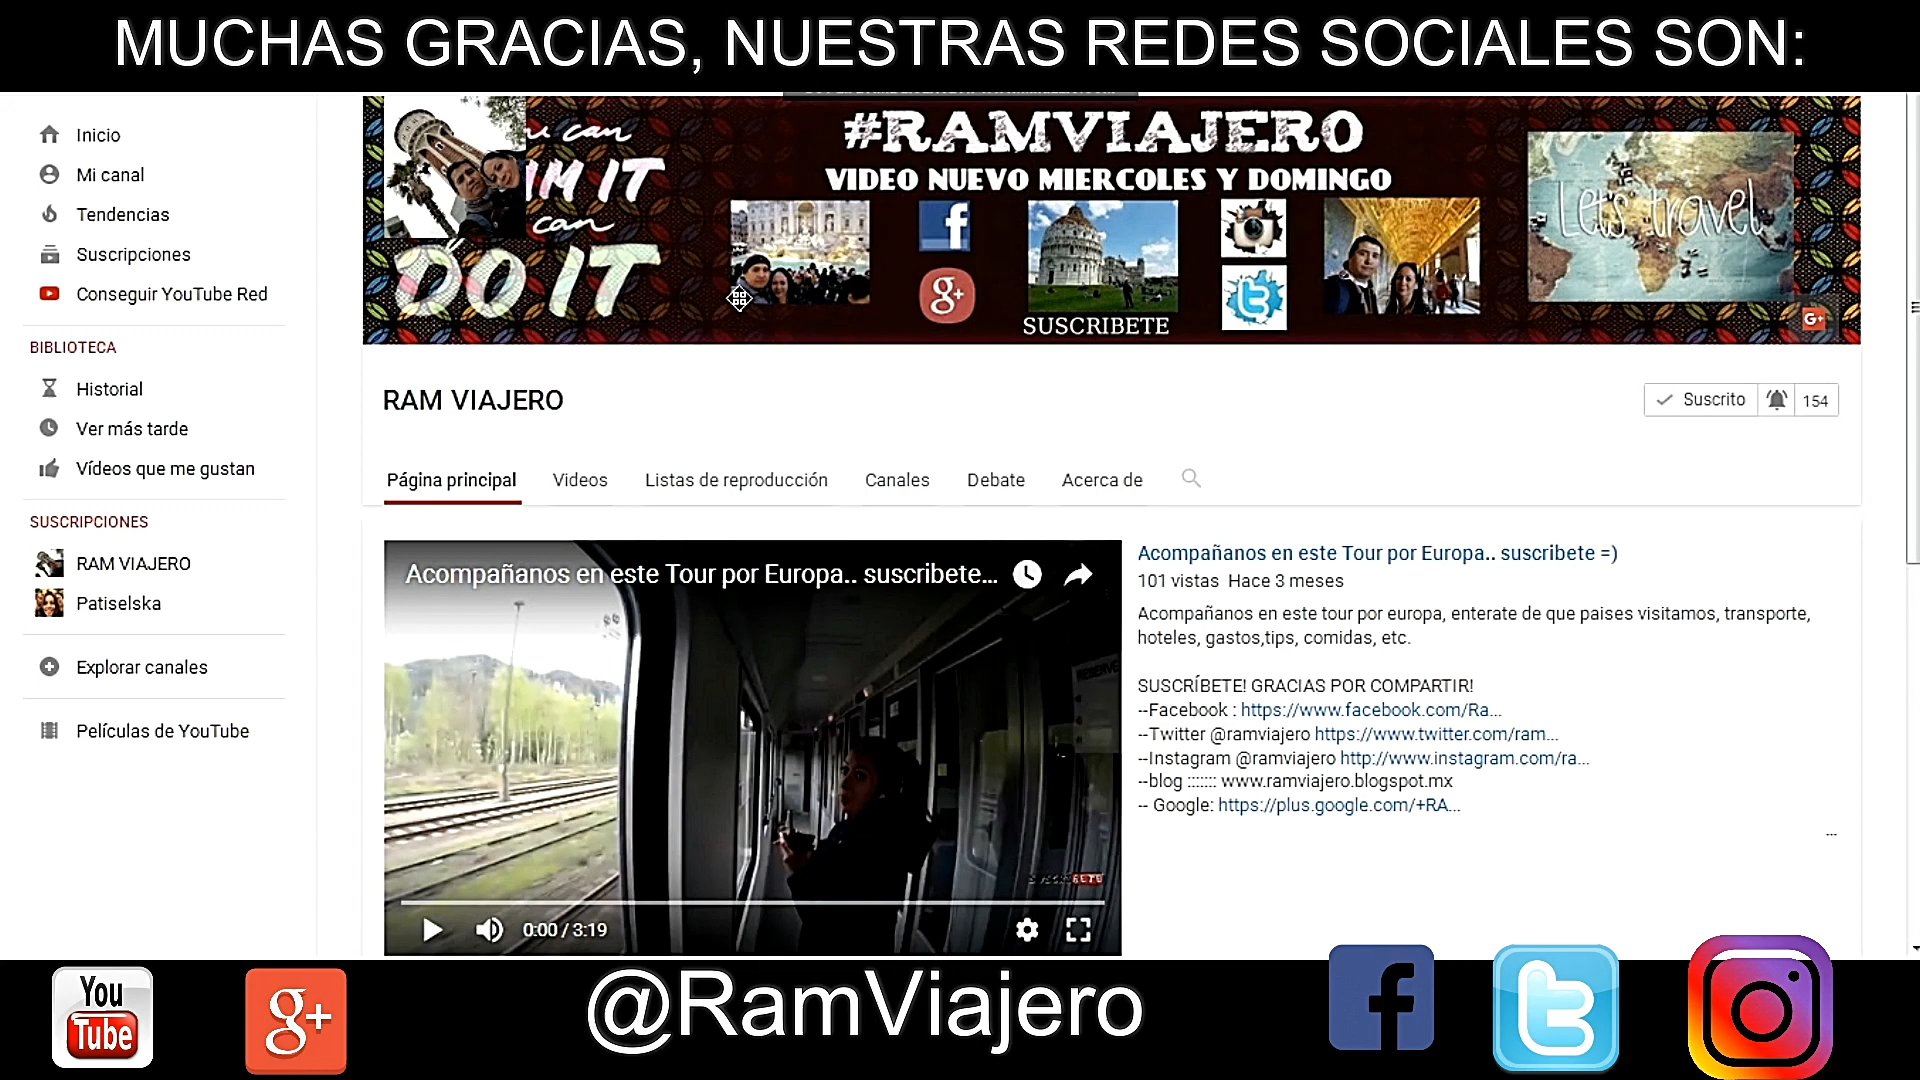 MUCHAS GRACIAS, NUESTRAS REDES SOCIALES SON:
Inicio
Mi canal
Tendencias
Suscripciones
Conseguir YouTube Red
BIBLIOTECA
Historial
Ver más tarde
Vídeos que me gustan
SUSCRIPCIONES
RAM VIAJERO
Patiselska
Explorar canales
Películas de YouTube
can
IM IT
can
DO IT
#RAMVIAJERO
VIDEO NUEVO MIERCOLES Y DOMINGO
f
g+
SUSCRIBETE
Let's travel
G+
RAM VIAJERO
Suscrito
154
Página principal
Videos
Listas de reproducción
Canales
Debate
Acerca de
Acompañanos en este Tour por Europa.. suscribete...
SUSCRIBETE
0:00 / 3:19
Acompañanos en este Tour por Europa.. suscribete =)
101 vistas Hace 3 meses
Acompañanos en este tour por europa, enterate de que paises visitamos, transporte,
hoteles, gastos,tips, comidas, etc.
SUSCRÍBETE! GRACIAS POR COMPARTIR!
--Facebook : https://www.facebook.com/Ra...
--Twitter @ramviajero https://www.twitter.com/ram...
--Instagram @ramviajero http://www.instagram.com/ra...
--blog ::::::: www.ramviajero.blogspot.mx
-- Google: https://plus.google.com/+RA...
...
You
Tube
g+
@RamViajero
f
t